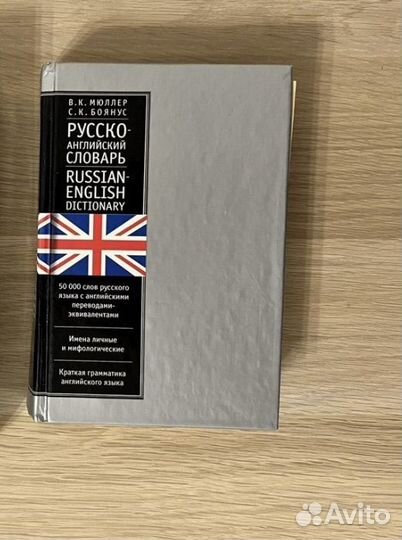 В. К. МЮЛЛЕР
С. К. БОЯНУС
РУССКО-
АНГЛИЙСКИЙ
СЛОВАРЬ
RUSSIAN-
ENGLISH
DICTIONARY
50 000 слов русского
языка с английскими
переводами-
эквивалентами
Имена личные
и мифологические
Краткая грамматика
английского языка
Avito